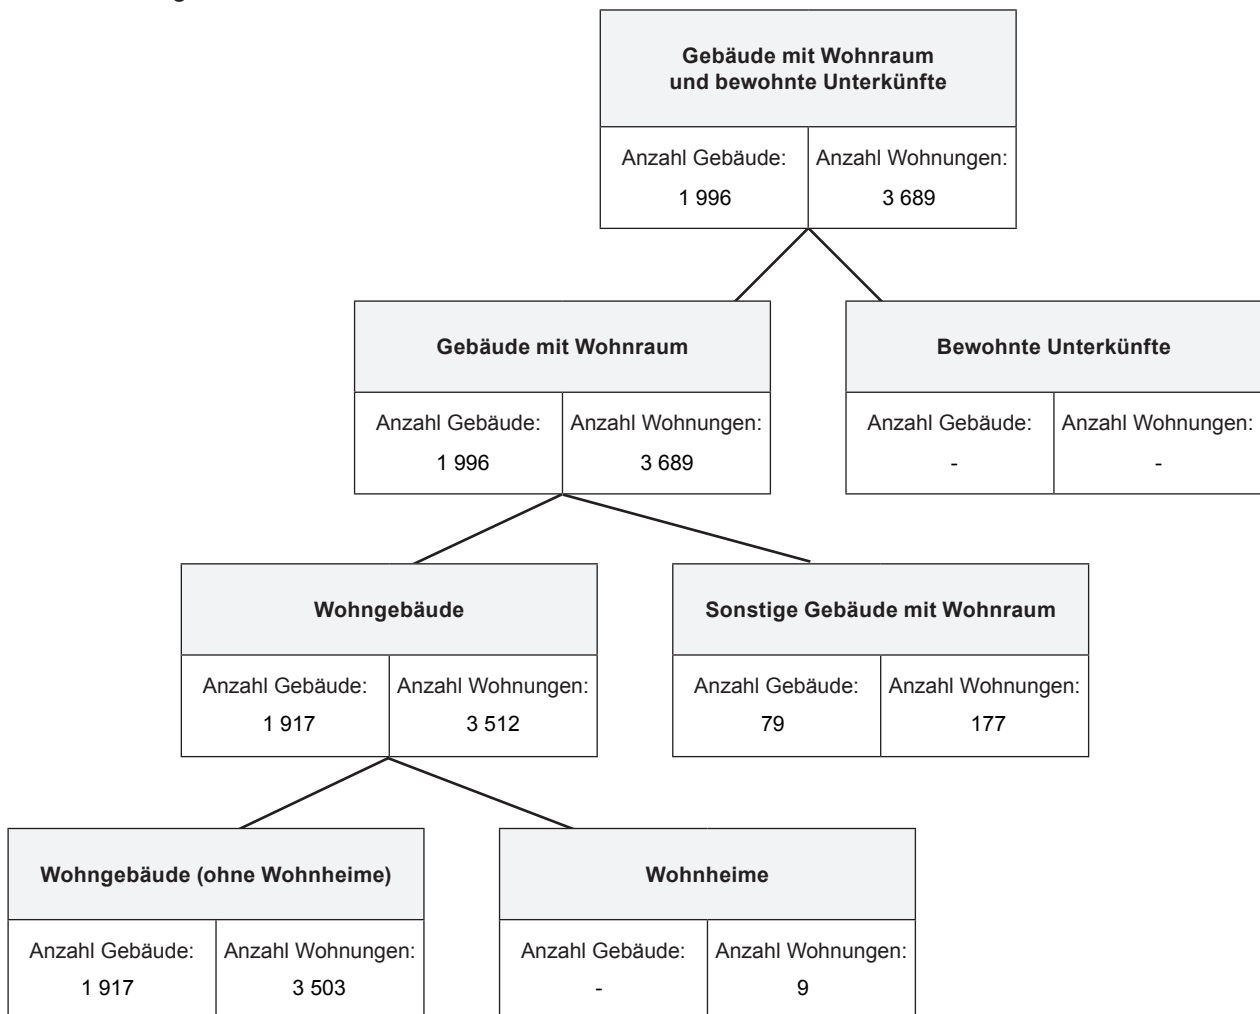 Gebäude mit Wohnraum
und bewohnte Unterkünfte
Anzahl Gebäude: Anzahl Wohnungen:
1 996 3 689
Gebäude mit Wohnraum Bewohnte Unterkünfte
Anzahl Gebäude: Anzahl Wohnungen: Anzahl Gebäude: Anzahl Wohnungen:
1 996 3 689 - -
Wohngebäude Sonstige Gebäude mit Wohnraum
Anzahl Gebäude: Anzahl Wohnungen: Anzahl Gebäude: Anzahl Wohnungen:
1 917 3 512 79 177
Wohngebäude (ohne Wohnheime) Wohnheime
Anzahl Gebäude: Anzahl Wohnungen: Anzahl Gebäude: Anzahl Wohnungen:
1 917 3 503 - 9